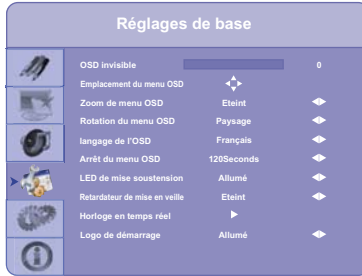 Réglages de base
OSD invisible 0
Emplacement du menu OSD
Zoom de menu OSD Eteint
Rotation du menu OSD Paysage
langage de l'OSD Français
Arrêt du menu OSD 120Seconds
LED de mise soustension Allumé
Retardateur de mise en veille Eteint
Horloge en temps réel
Logo de démarrage Allumé